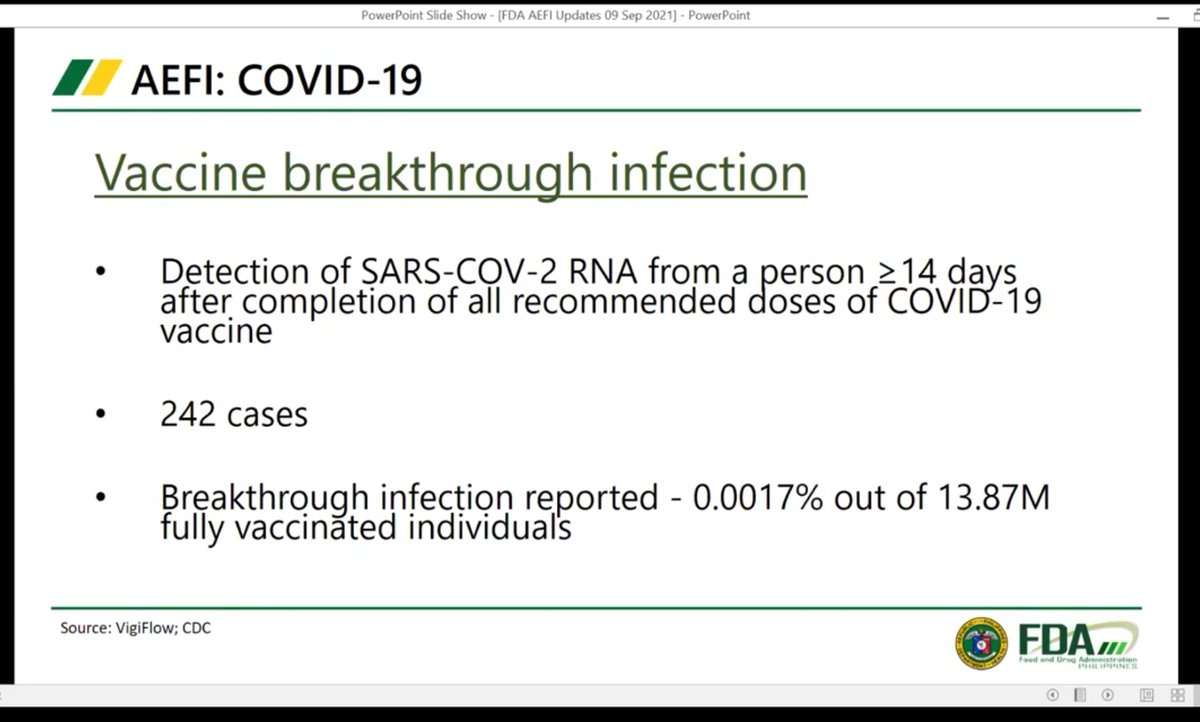 PowerPoint Slide Show - [FDA AEFI Updates 09 Sep 2021] - PowerPoint
AEFI: COVID-19
Vaccine breakthrough infection
• Detection of SARS-COV-2 RNA from a person ≥14 days
after completion of all recommended doses of COVID-19
vaccine
• 242 cases
• Breakthrough infection reported - 0.0017% out of 13.87M
fully vaccinated individuals
Source: VigiFlow; CDC
FDA
Food and Drug Administration
PHILIPPINES